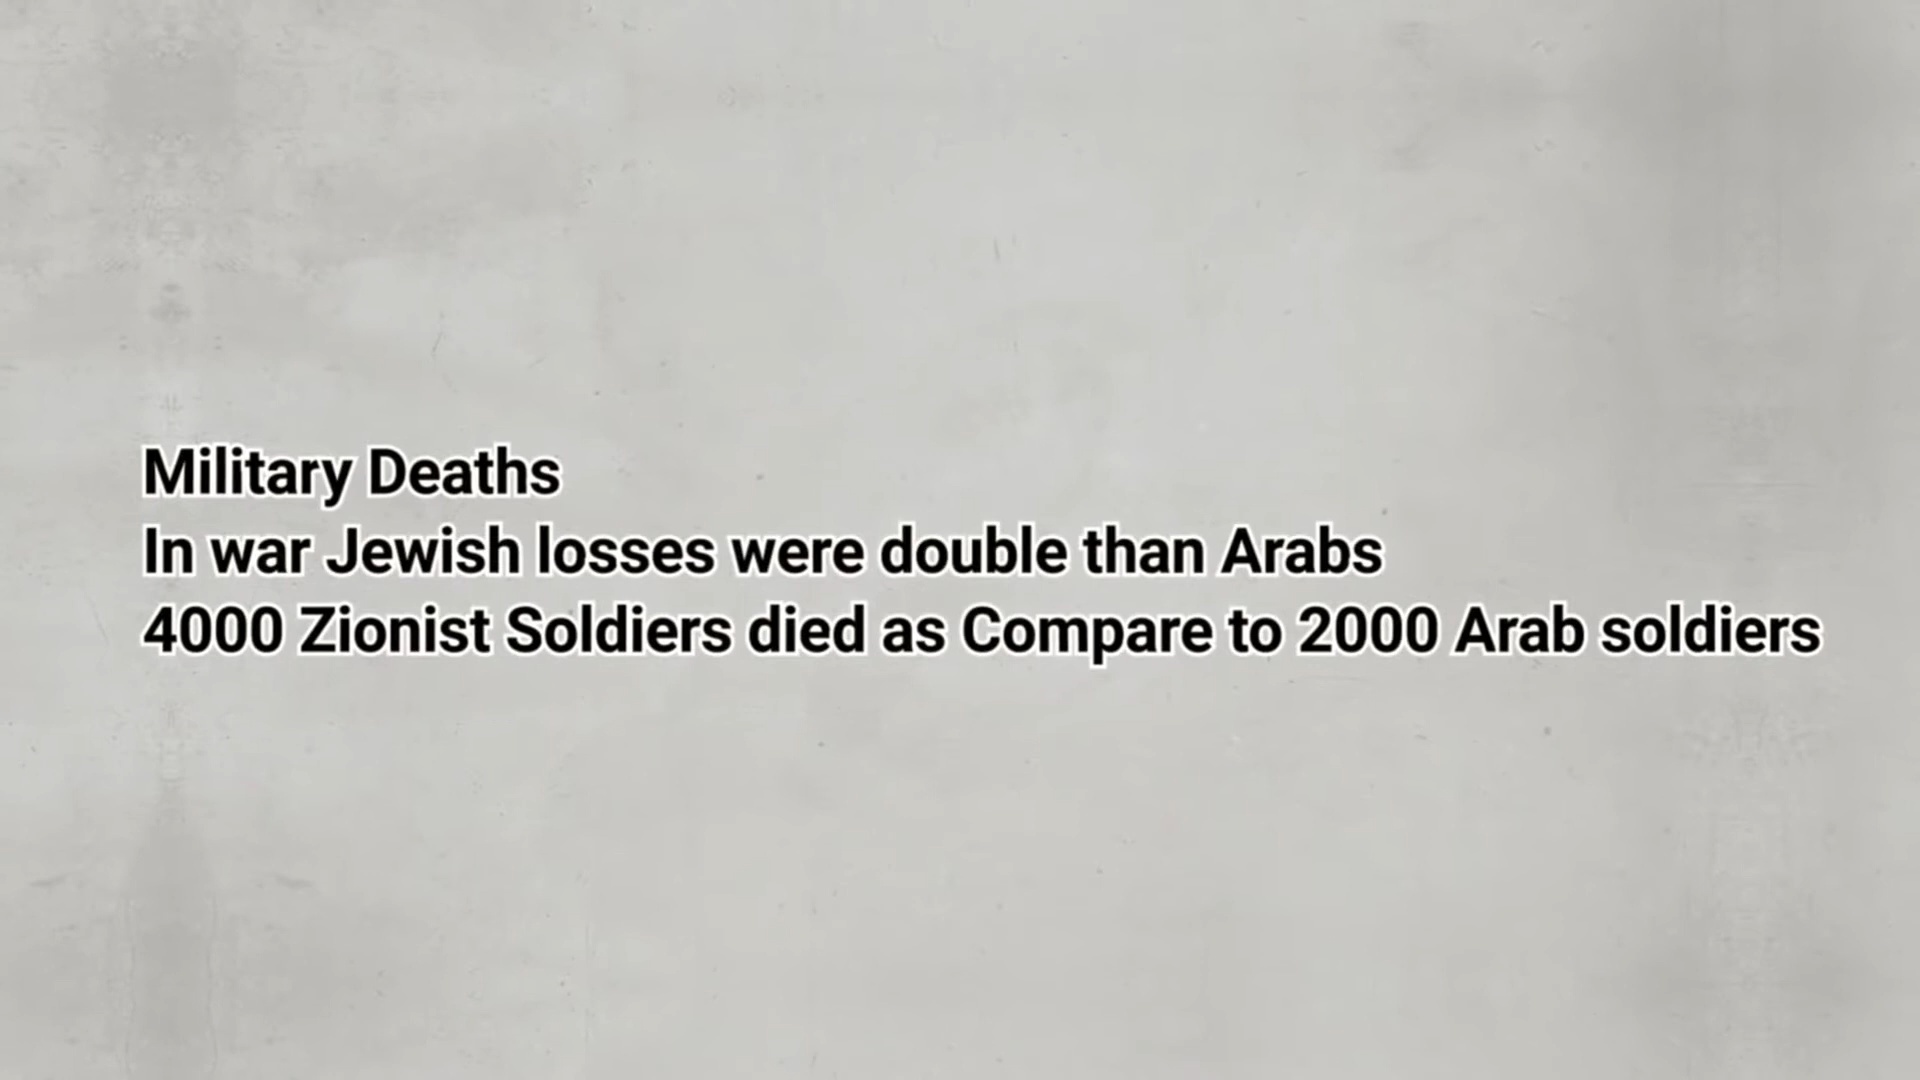 Military Deaths
In war Jewish losses were double than Arabs
4000 Zionist Soldiers died as Compare to 2000 Arab soldiers